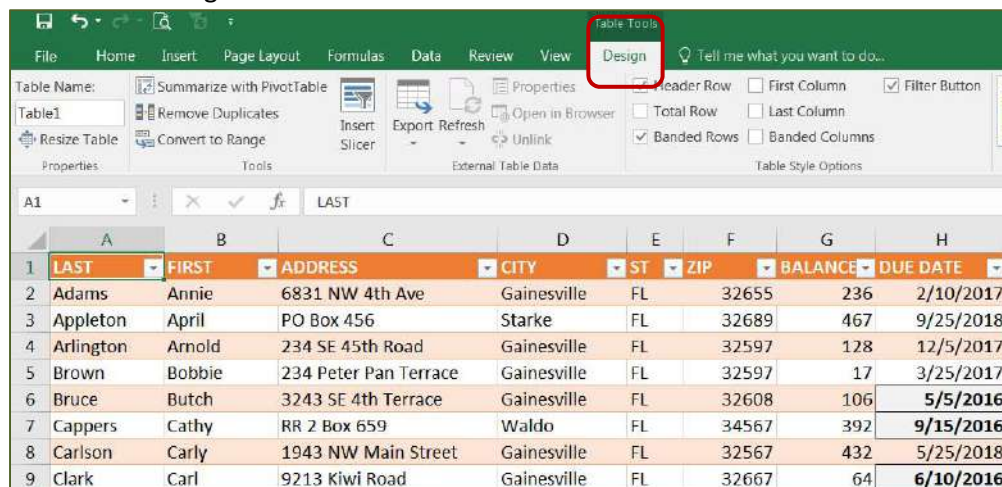 Table Tools
File Home Insert Page Layout Formulas Data Review View Design Tell me what you want to do...
Table Name: Summarize with PivotTable Properties Header Row First Column Filter Button
Table1 Remove Duplicates Insert Slicer Export Refresh Open in Browser Total Row Last Column
Resize Table Convert to Range Unlink Banded Rows Banded Columns
Properties Tools External Table Data Table Style Options
A1 fx LAST
A B C D E F G H
1 LAST FIRST ADDRESS CITY ST ZIP BALANCE DUE DATE
2 Adams Annie 6831 NW 4th Ave Gainesville FL 32655 236 2/10/2017
3 Appleton April PO Box 456 Starke FL 32689 467 9/25/2018
4 Arlington Arnold 234 SE 45th Road Gainesville FL 32597 128 12/5/2017
5 Brown Bobbie 234 Peter Pan Terrace Gainesville FL 32597 17 3/25/2017
6 Bruce Butch 3243 SE 4th Terrace Gainesville FL 32608 106 5/5/2016
7 Cappers Cathy RR 2 Box 659 Waldo FL 34567 392 9/15/2016
8 Carlson Carly 1943 NW Main Street Gainesville FL 32567 432 5/25/2018
9 Clark Carl 9213 Kiwi Road Gainesville FL 32667 64 6/10/2016